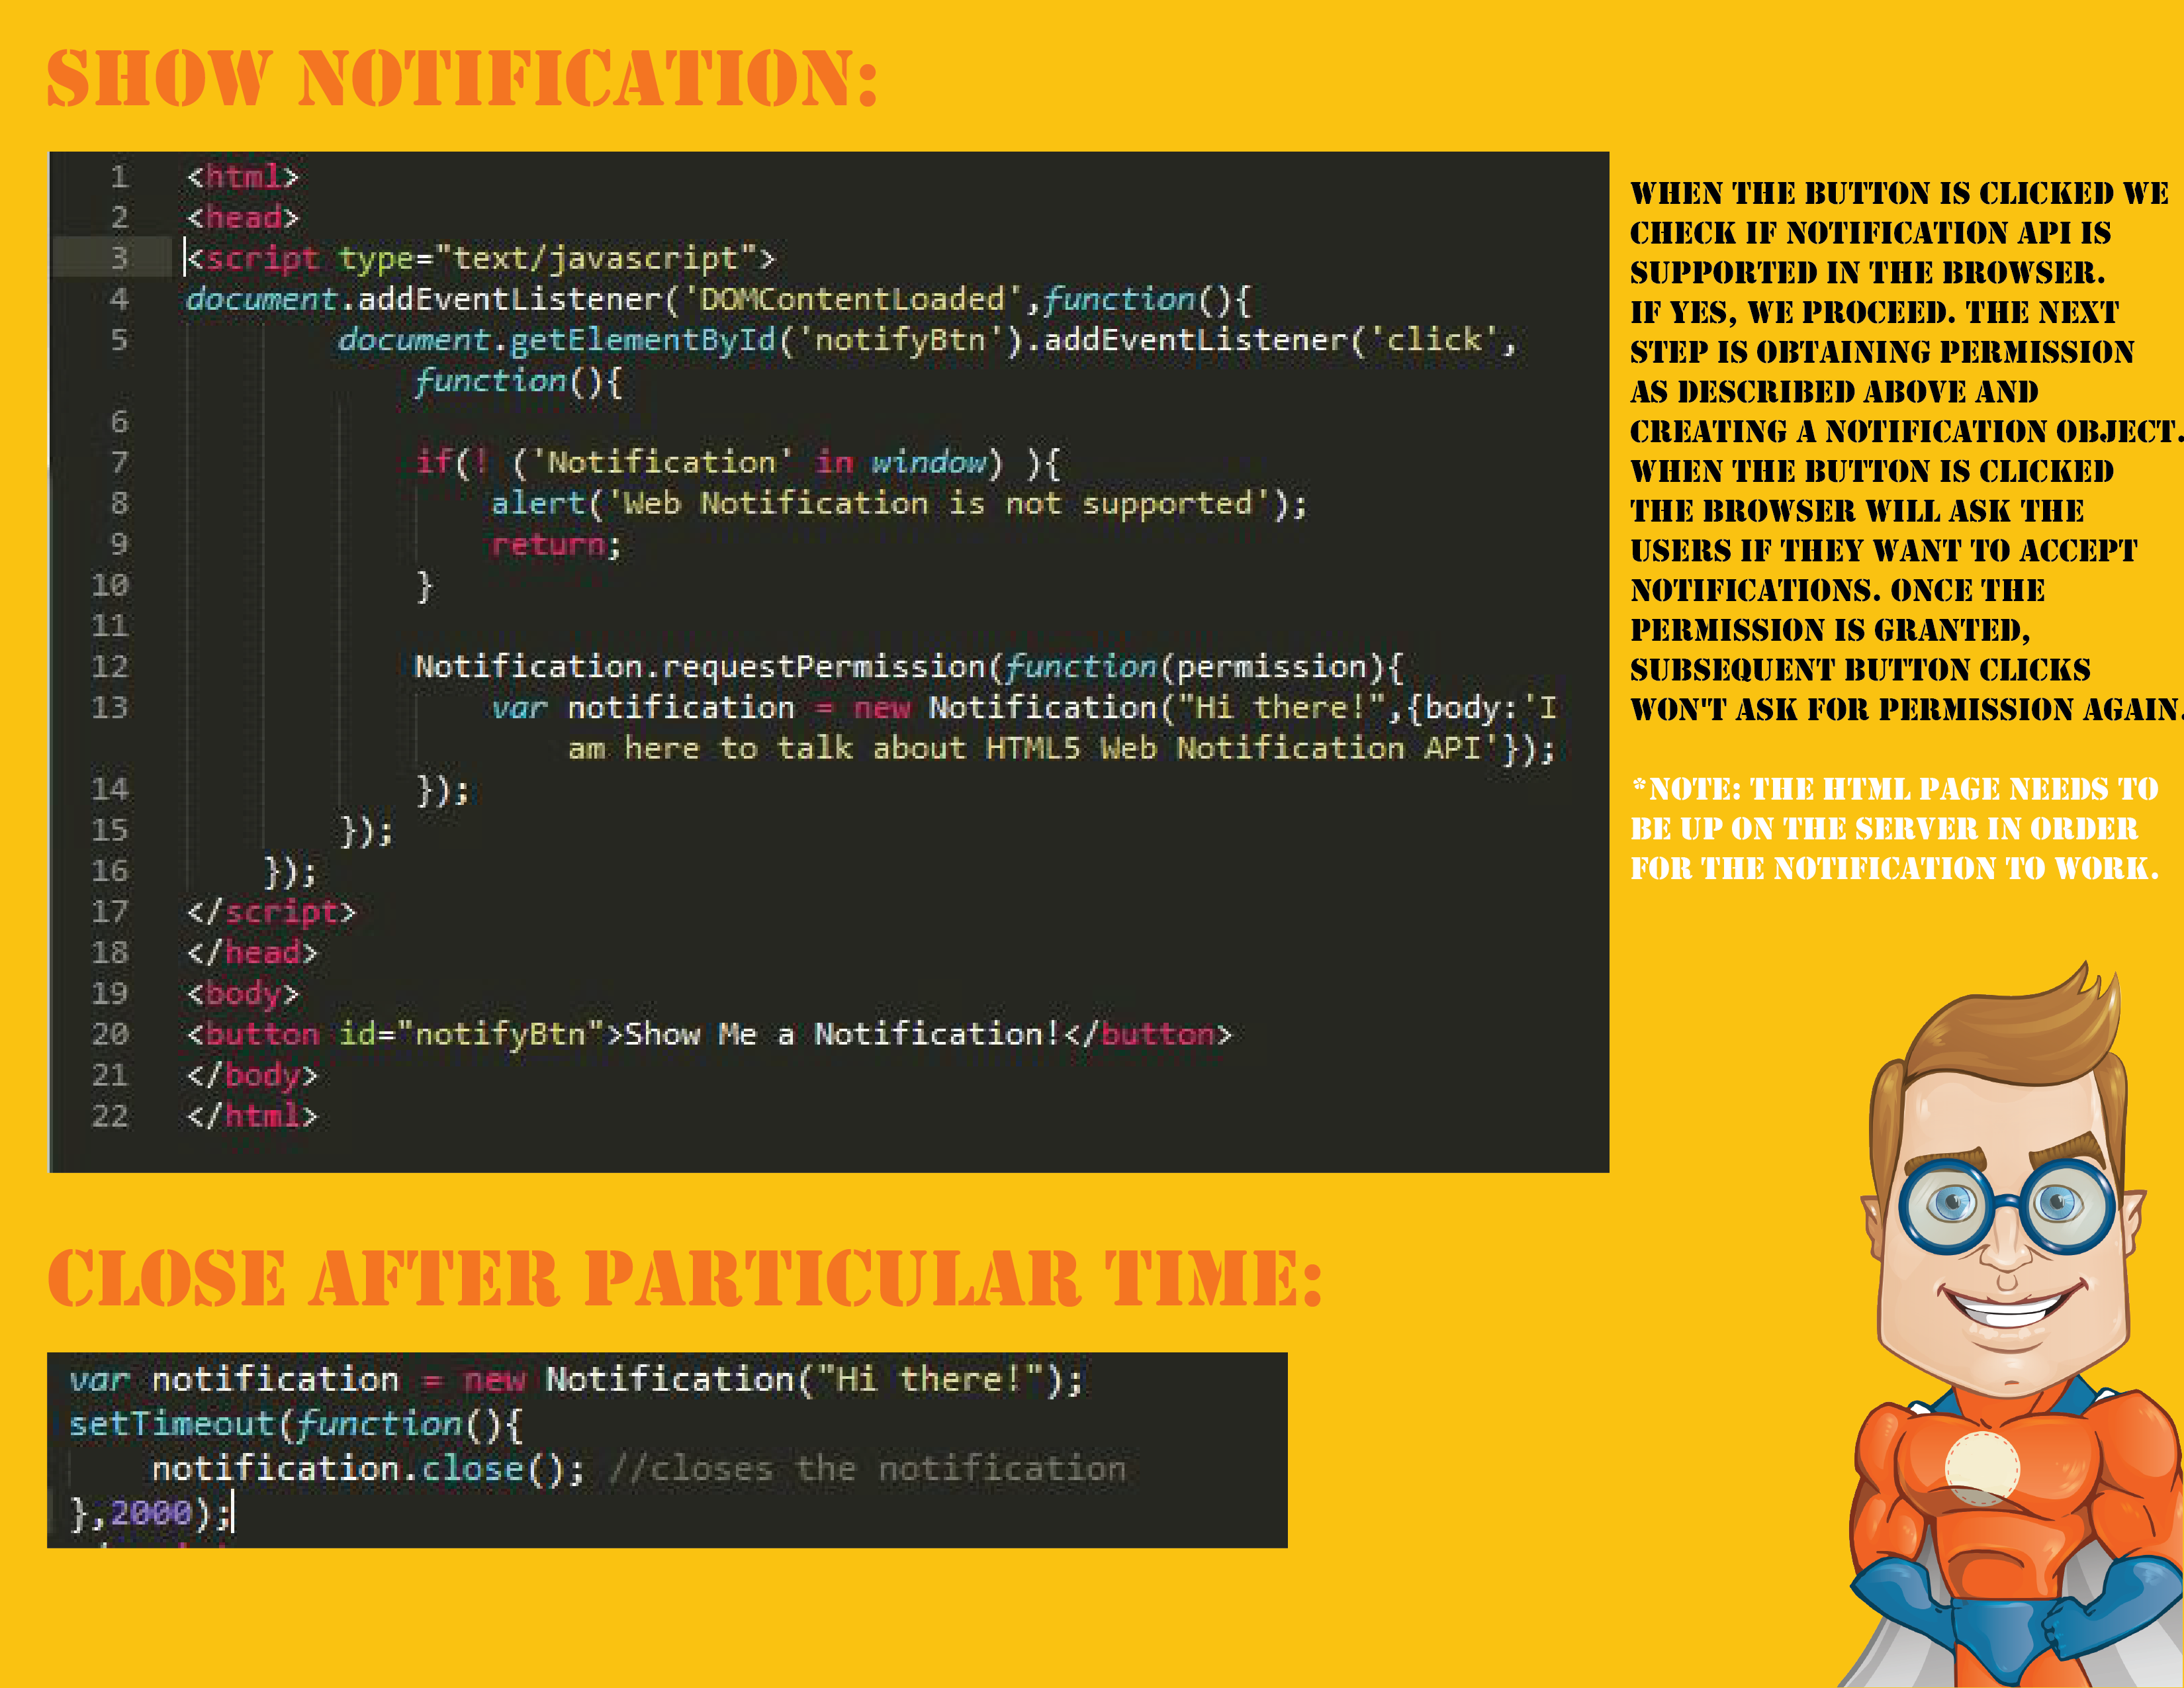 SHOW NOTIFICATION:
1 <html>
2 <head>
3 <script type="text/javascript">
4 document.addEventListener('DOMContentLoaded',function(){
5 document.getElementById('notifyBtn').addEventListener('click',
function(){
6
7 if(! ('Notification' in window) ){
8 alert('Web Notification is not supported');
9 return;
10 }
11
12 Notification.requestPermission(function(permission){
13 var notification = new Notification("Hi there!",{body:'I
am here to talk about HTML5 Web Notification API'});
14 });
15 });
16 });
17 </script>
18 </head>
19 <body>
20 <button id="notifyBtn">Show Me a Notification!</button>
21 </body>
22 </html>
WHEN THE BUTTON IS CLICKED WE
CHECK IF NOTIFICATION API IS
SUPPORTED IN THE BROWSER.
IF YES, WE PROCEED. THE NEXT
STEP IS OBTAINING PERMISSION
AS DESCRIBED ABOVE AND
CREATING A NOTIFICATION OBJECT.
WHEN THE BUTTON IS CLICKED
THE BROWSER WILL ASK THE
USERS IF THEY WANT TO ACCEPT
NOTIFICATIONS. ONCE THE
PERMISSION IS GRANTED,
SUBSEQUENT BUTTON CLICKS
WON'T ASK FOR PERMISSION AGAIN.
*NOTE: THE HTML PAGE NEEDS TO
BE UP ON THE SERVER IN ORDER
FOR THE NOTIFICATION TO WORK.
CLOSE AFTER PARTICULAR TIME:
var notification = new Notification("Hi there!");
setTimeout(function(){
notification.close(); //closes the notification
},2000);